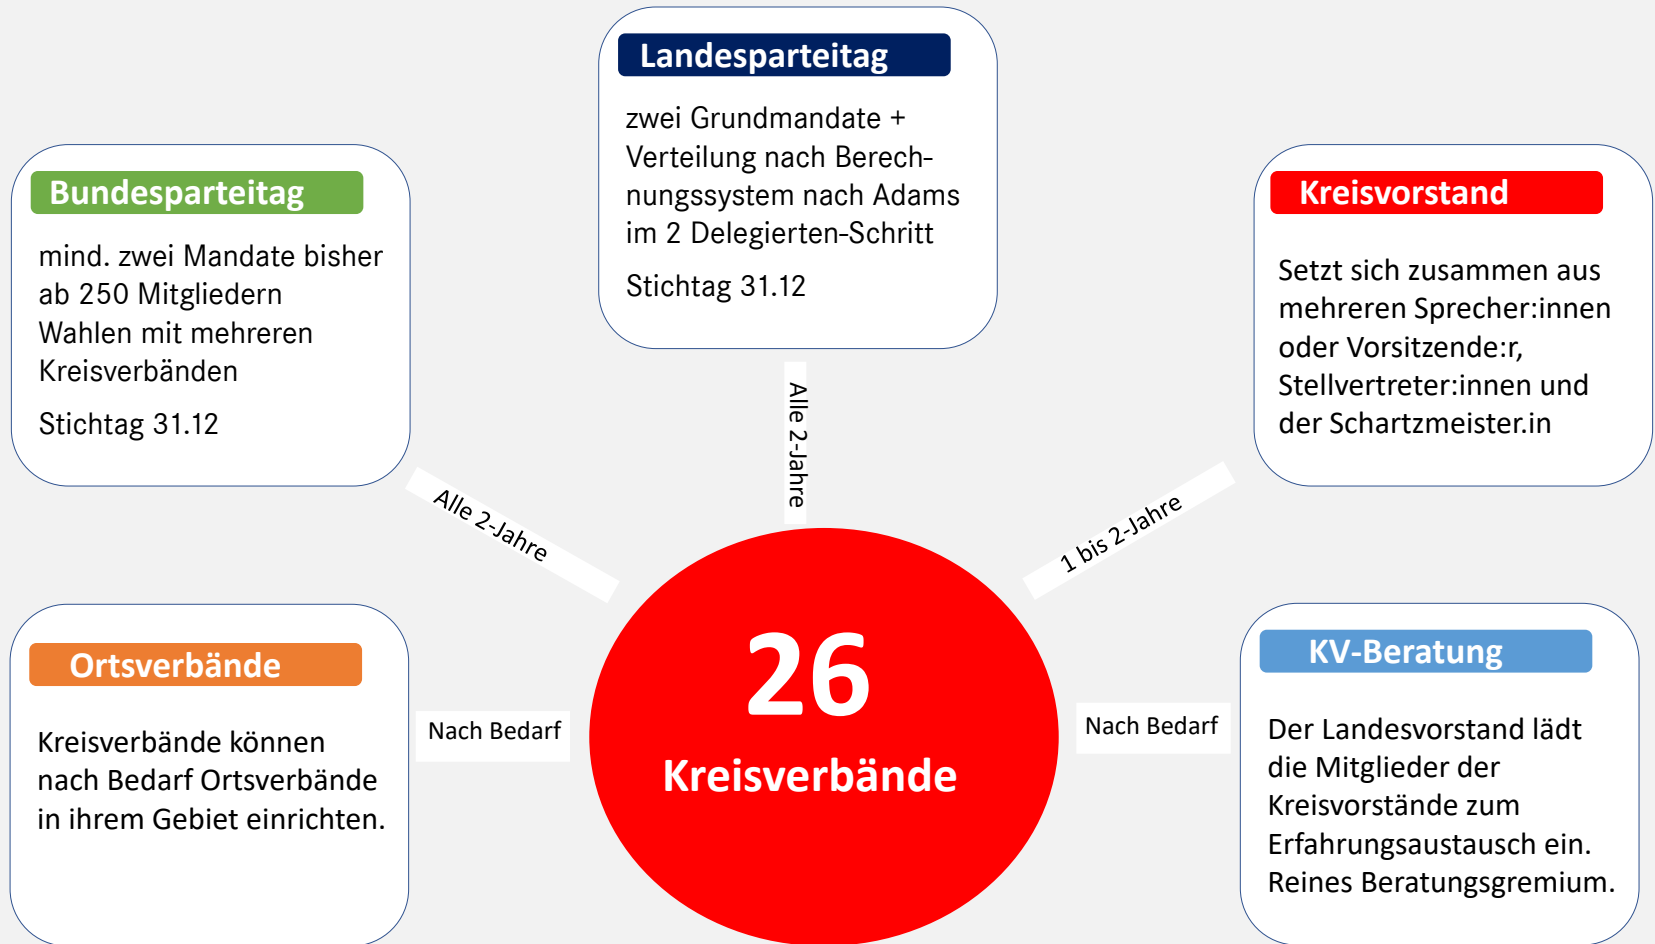 Landesparteitag
zwei Grundmandate +
Verteilung nach Berech-
nungssystem nach Adams
im 2 Delegierten-Schritt
Stichtag 31.12
Bundesparteitag
mind. zwei Mandate bisher
ab 250 Mitgliedern
Wahlen mit mehreren
Kreisverbänden
Stichtag 31.12
Kreisvorstand
Setzt sich zusammen aus
mehreren Sprecher:innen
oder Vorsitzende:r,
Stellvertreter:innen und
der Schartzmeister.in
Alle 2-Jahre
Alle 2-Jahre
1 bis 2-Jahre
Ortsverbände
Kreisverbände können
nach Bedarf Ortsverbände
in ihrem Gebiet einrichten.
Nach Bedarf
26
Kreisverbände
Nach Bedarf
KV-Beratung
Der Landesvorstand lädt
die Mitglieder der
Kreisvorstände zum
Erfahrungsaustausch ein.
Reines Beratungsgremium.